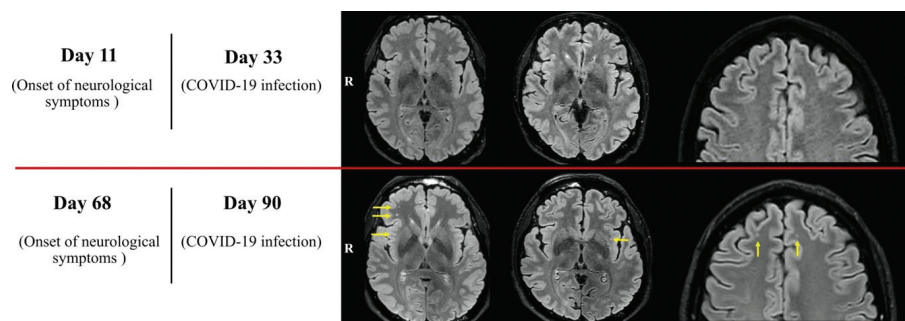 Day 11
(Onset of neurological
symptoms )
Day 33
(COVID-19 infection)
R
Day 68
(Onset of neurological
symptoms )
Day 90
(COVID-19 infection)
R